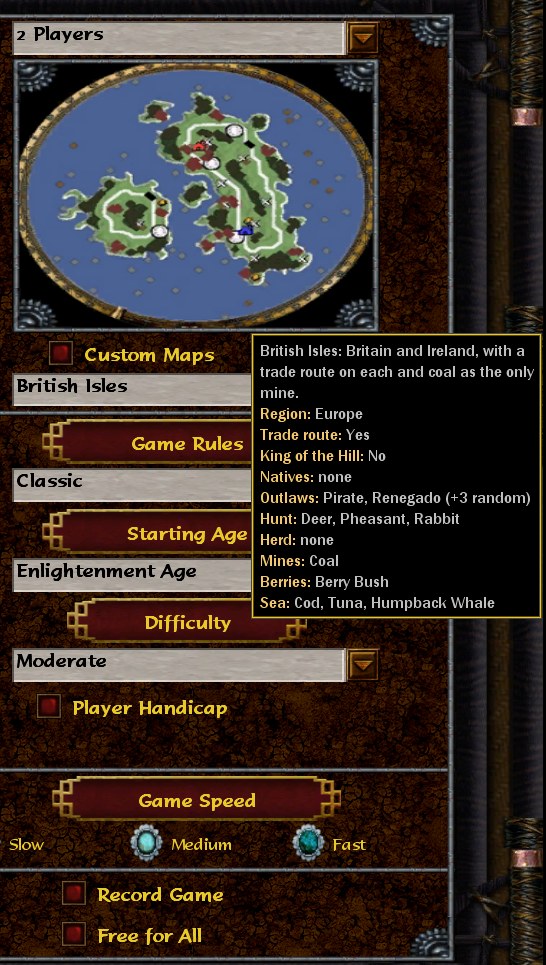 2 Players
Custom Maps
British Isles
British Isles: Britain and Ireland, with a
trade route on each and coal as the only
mine.
Region: Europe
Trade route: Yes
King of the Hill: No
Natives: none
Outlaws: Pirate, Renegado (+3 random)
Hunt: Deer, Pheasant, Rabbit
Herd: none
Mines: Coal
Berries: Berry Bush
Sea: Cod, Tuna, Humpback Whale
Game Rules
Classic
Starting Age
Enlightenment Age
Difficulty
Moderate
Player Handicap
Game Speed
Slow
Medium
Fast
Record Game
Free for All